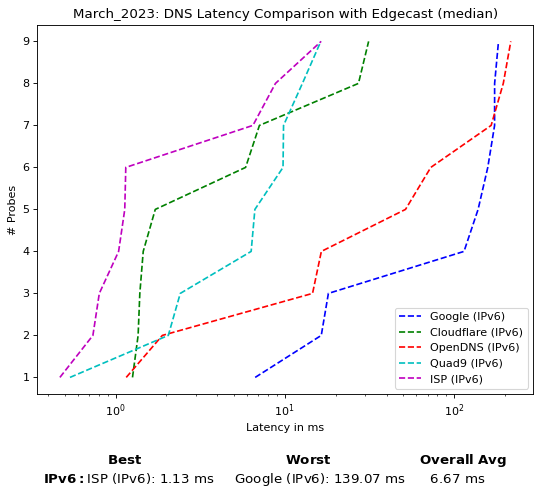 March_2023: DNS Latency Comparison with Edgecast (median)
9
8
7
6
5
4
3
2
1
# Probes
Google (IPv6)
Cloudflare (IPv6)
OpenDNS (IPv6)
Quad9 (IPv6)
ISP (IPv6)
10⁰ 10¹ 10²
Latency in ms
Best Worst Overall Avg
IPv6: ISP (IPv6): 1.13 ms Google (IPv6): 139.07 ms 6.67 ms